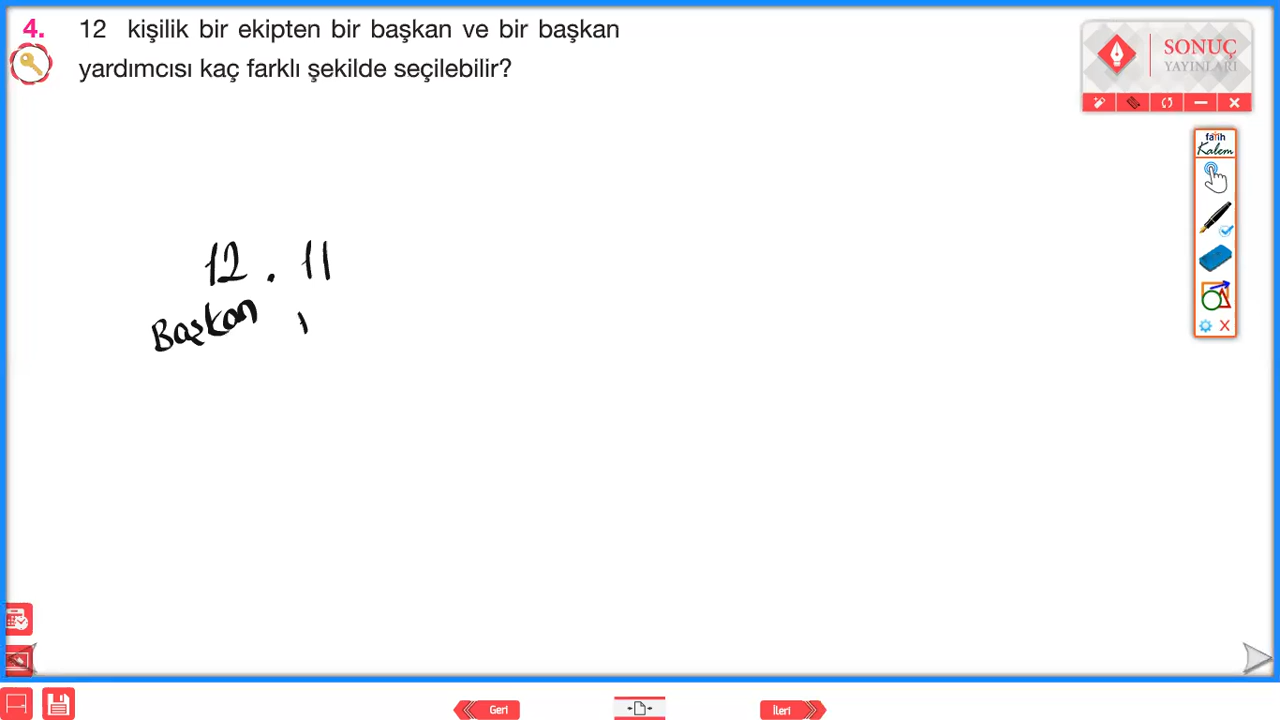 4. 12 kişilik bir ekipten bir başkan ve bir başkan
yardımcısı kaç farklı şekilde seçilebilir?
SONUÇ
YAYINLARI
fatih
Kalem
12 . 11
Başkan
Geri
İleri